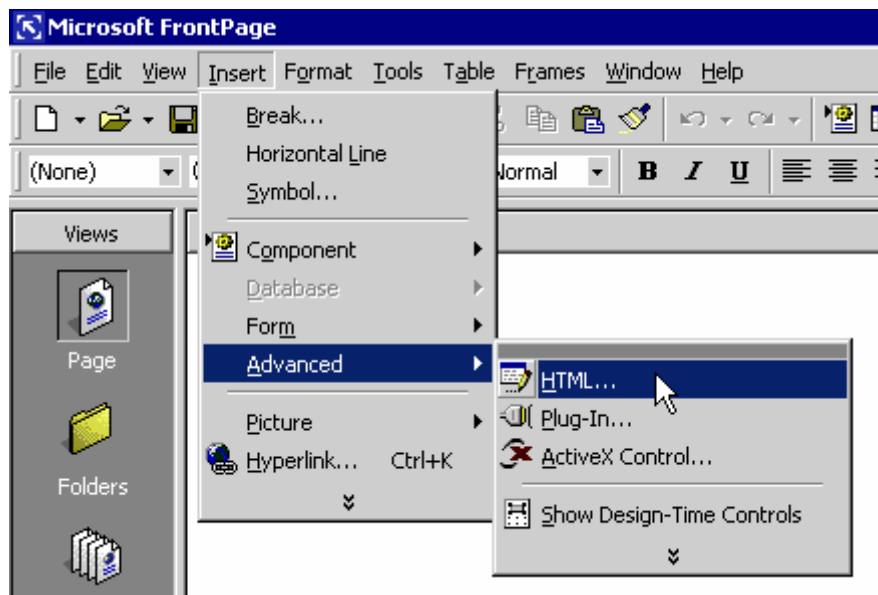 Microsoft FrontPage
File Edit View Insert Format Tools Table Frames Window Help
(None) Normal B I U
Views
Page
Folders
Break...
Horizontal Line
Symbol...
Component
Database
Form
Advanced
Picture
Hyperlink... Ctrl+K
HTML...
Plug-In...
ActiveX Control...
Show Design-Time Controls